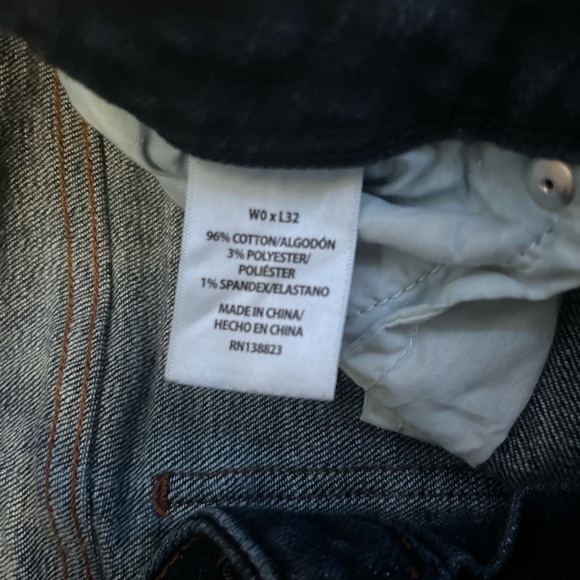 W0 x L32
96% COTTON/ALGODÓN
3% POLYESTER/
POLIÉSTER
1% SPANDEX/ELASTANO
MADE IN CHINA/
HECHO EN CHINA
RN138823